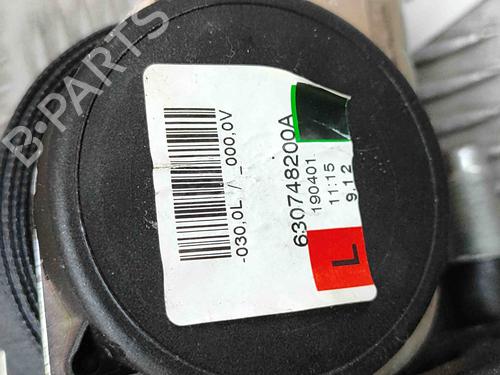 B-PARTS
630748200A
190401
11:15
9,12
L
-030,0L /\_000,0V